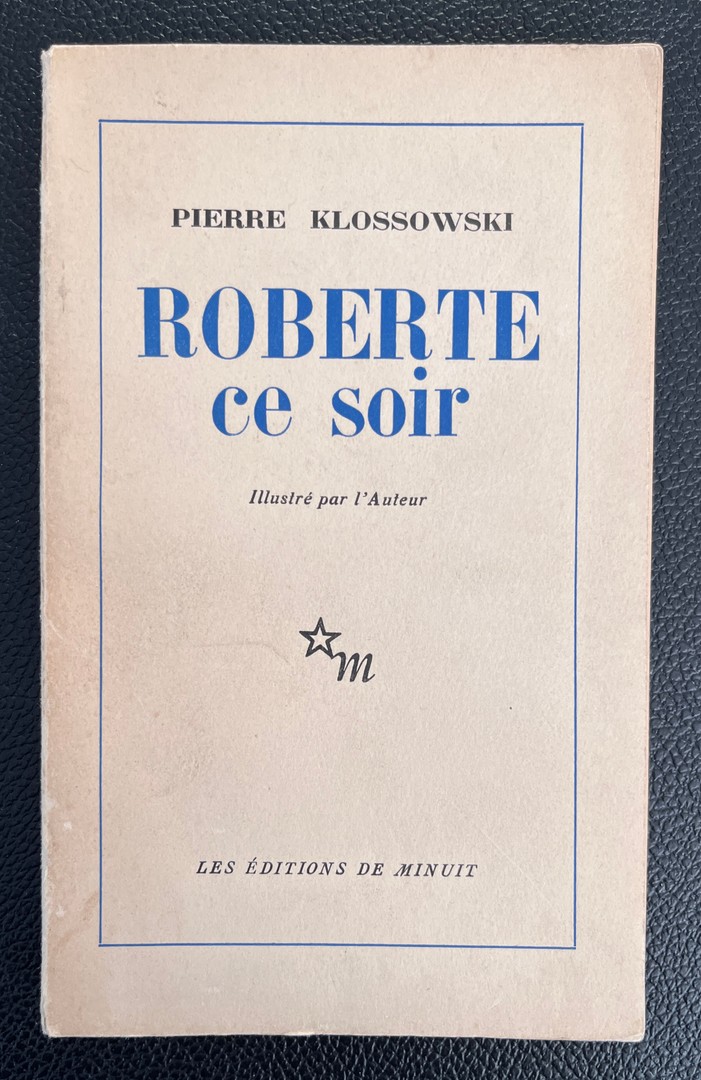 PIERRE KLOSSOWSKI
ROBERTE
ce soir
Illustré par l'Auteur
m
LES ÉDITIONS DE MINUIT